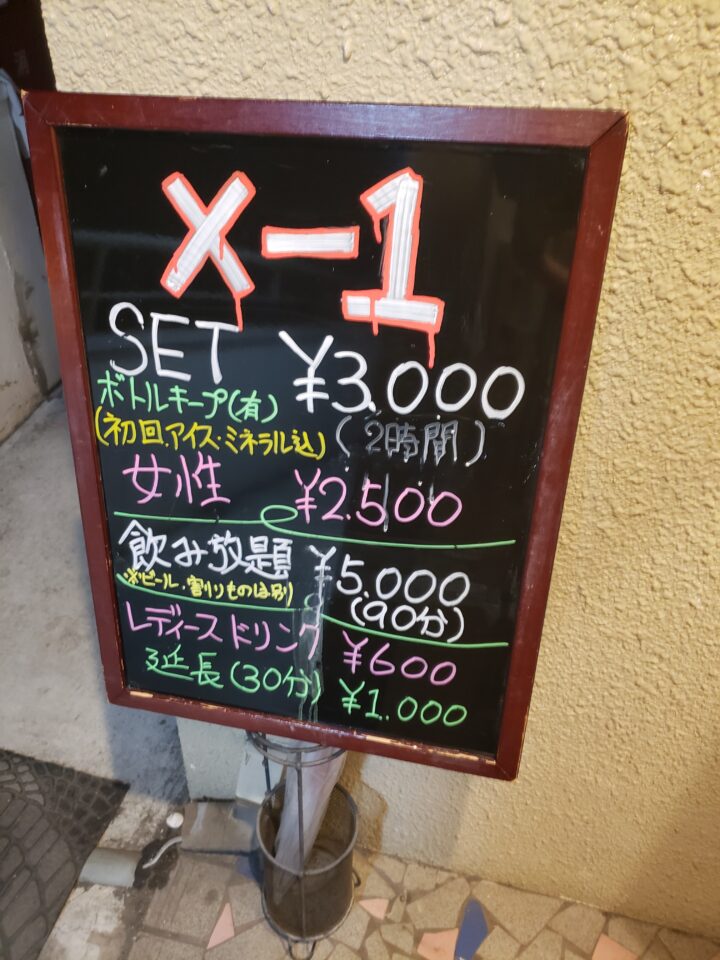 X-1
SET ¥3.000
ボトルキープ(有)
(初回.アイス・ミネラル込) (2時間)
女性 ¥2.500
飲み放題 ¥5.000
※ビール・割りものは別) (90分)
レディースドリンク ¥600
延長(30分) ¥1.000